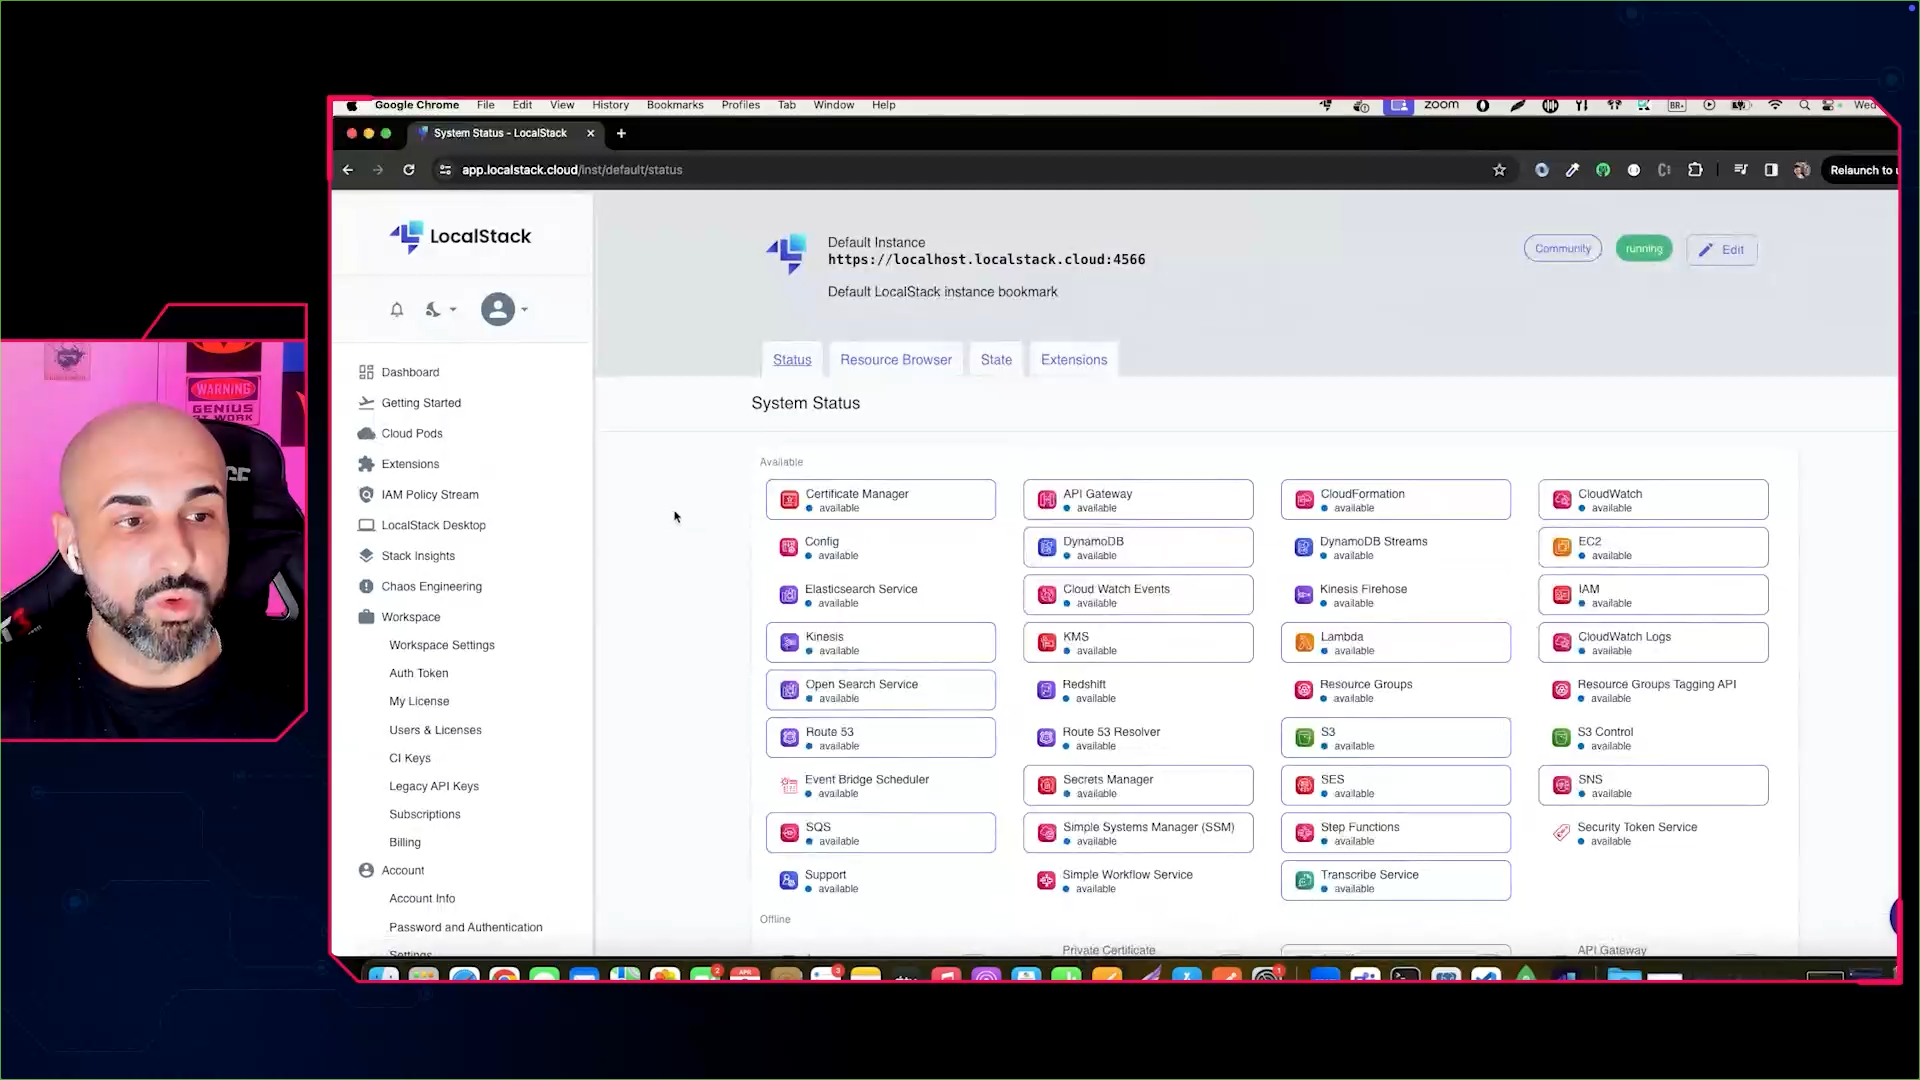 Google Chrome File Edit View History Bookmarks Profiles Tab Window Help zoom BR Wed
System Status - LocalStack
app.localstack.cloud/inst/default/status
Relaunch to
LocalStack
Default Instance
https://localhost.localstack.cloud:4566
Default LocalStack instance bookmark
Community running Edit
Status Resource Browser State Extensions
System Status
Dashboard
Getting Started
Cloud Pods
Extensions
IAM Policy Stream
LocalStack Desktop
Stack Insights
Chaos Engineering
Workspace
Workspace Settings
Auth Token
My License
Users & Licenses
CI Keys
Legacy API Keys
Subscriptions
Billing
Account
Account Info
Password and Authentication
Settings
Available
Certificate Manager API Gateway CloudFormation CloudWatch
available available available available
Config DynamoDB DynamoDB Streams EC2
available available available available
Elasticsearch Service Cloud Watch Events Kinesis Firehose IAM
available available available available
Kinesis KMS Lambda CloudWatch Logs
available available available available
Open Search Service Redshift Resource Groups Resource Groups Tagging API
available available available available
Route 53 Route 53 Resolver S3 S3 Control
available available available available
Event Bridge Scheduler Secrets Manager SES SNS
available available available available
SQS Simple Systems Manager (SSM) Step Functions Security Token Service
available available available available
Support Simple Workflow Service Transcribe Service
available available available
Offline
Private Certificate API Gateway
WARNING
GENIUS
AT WORK